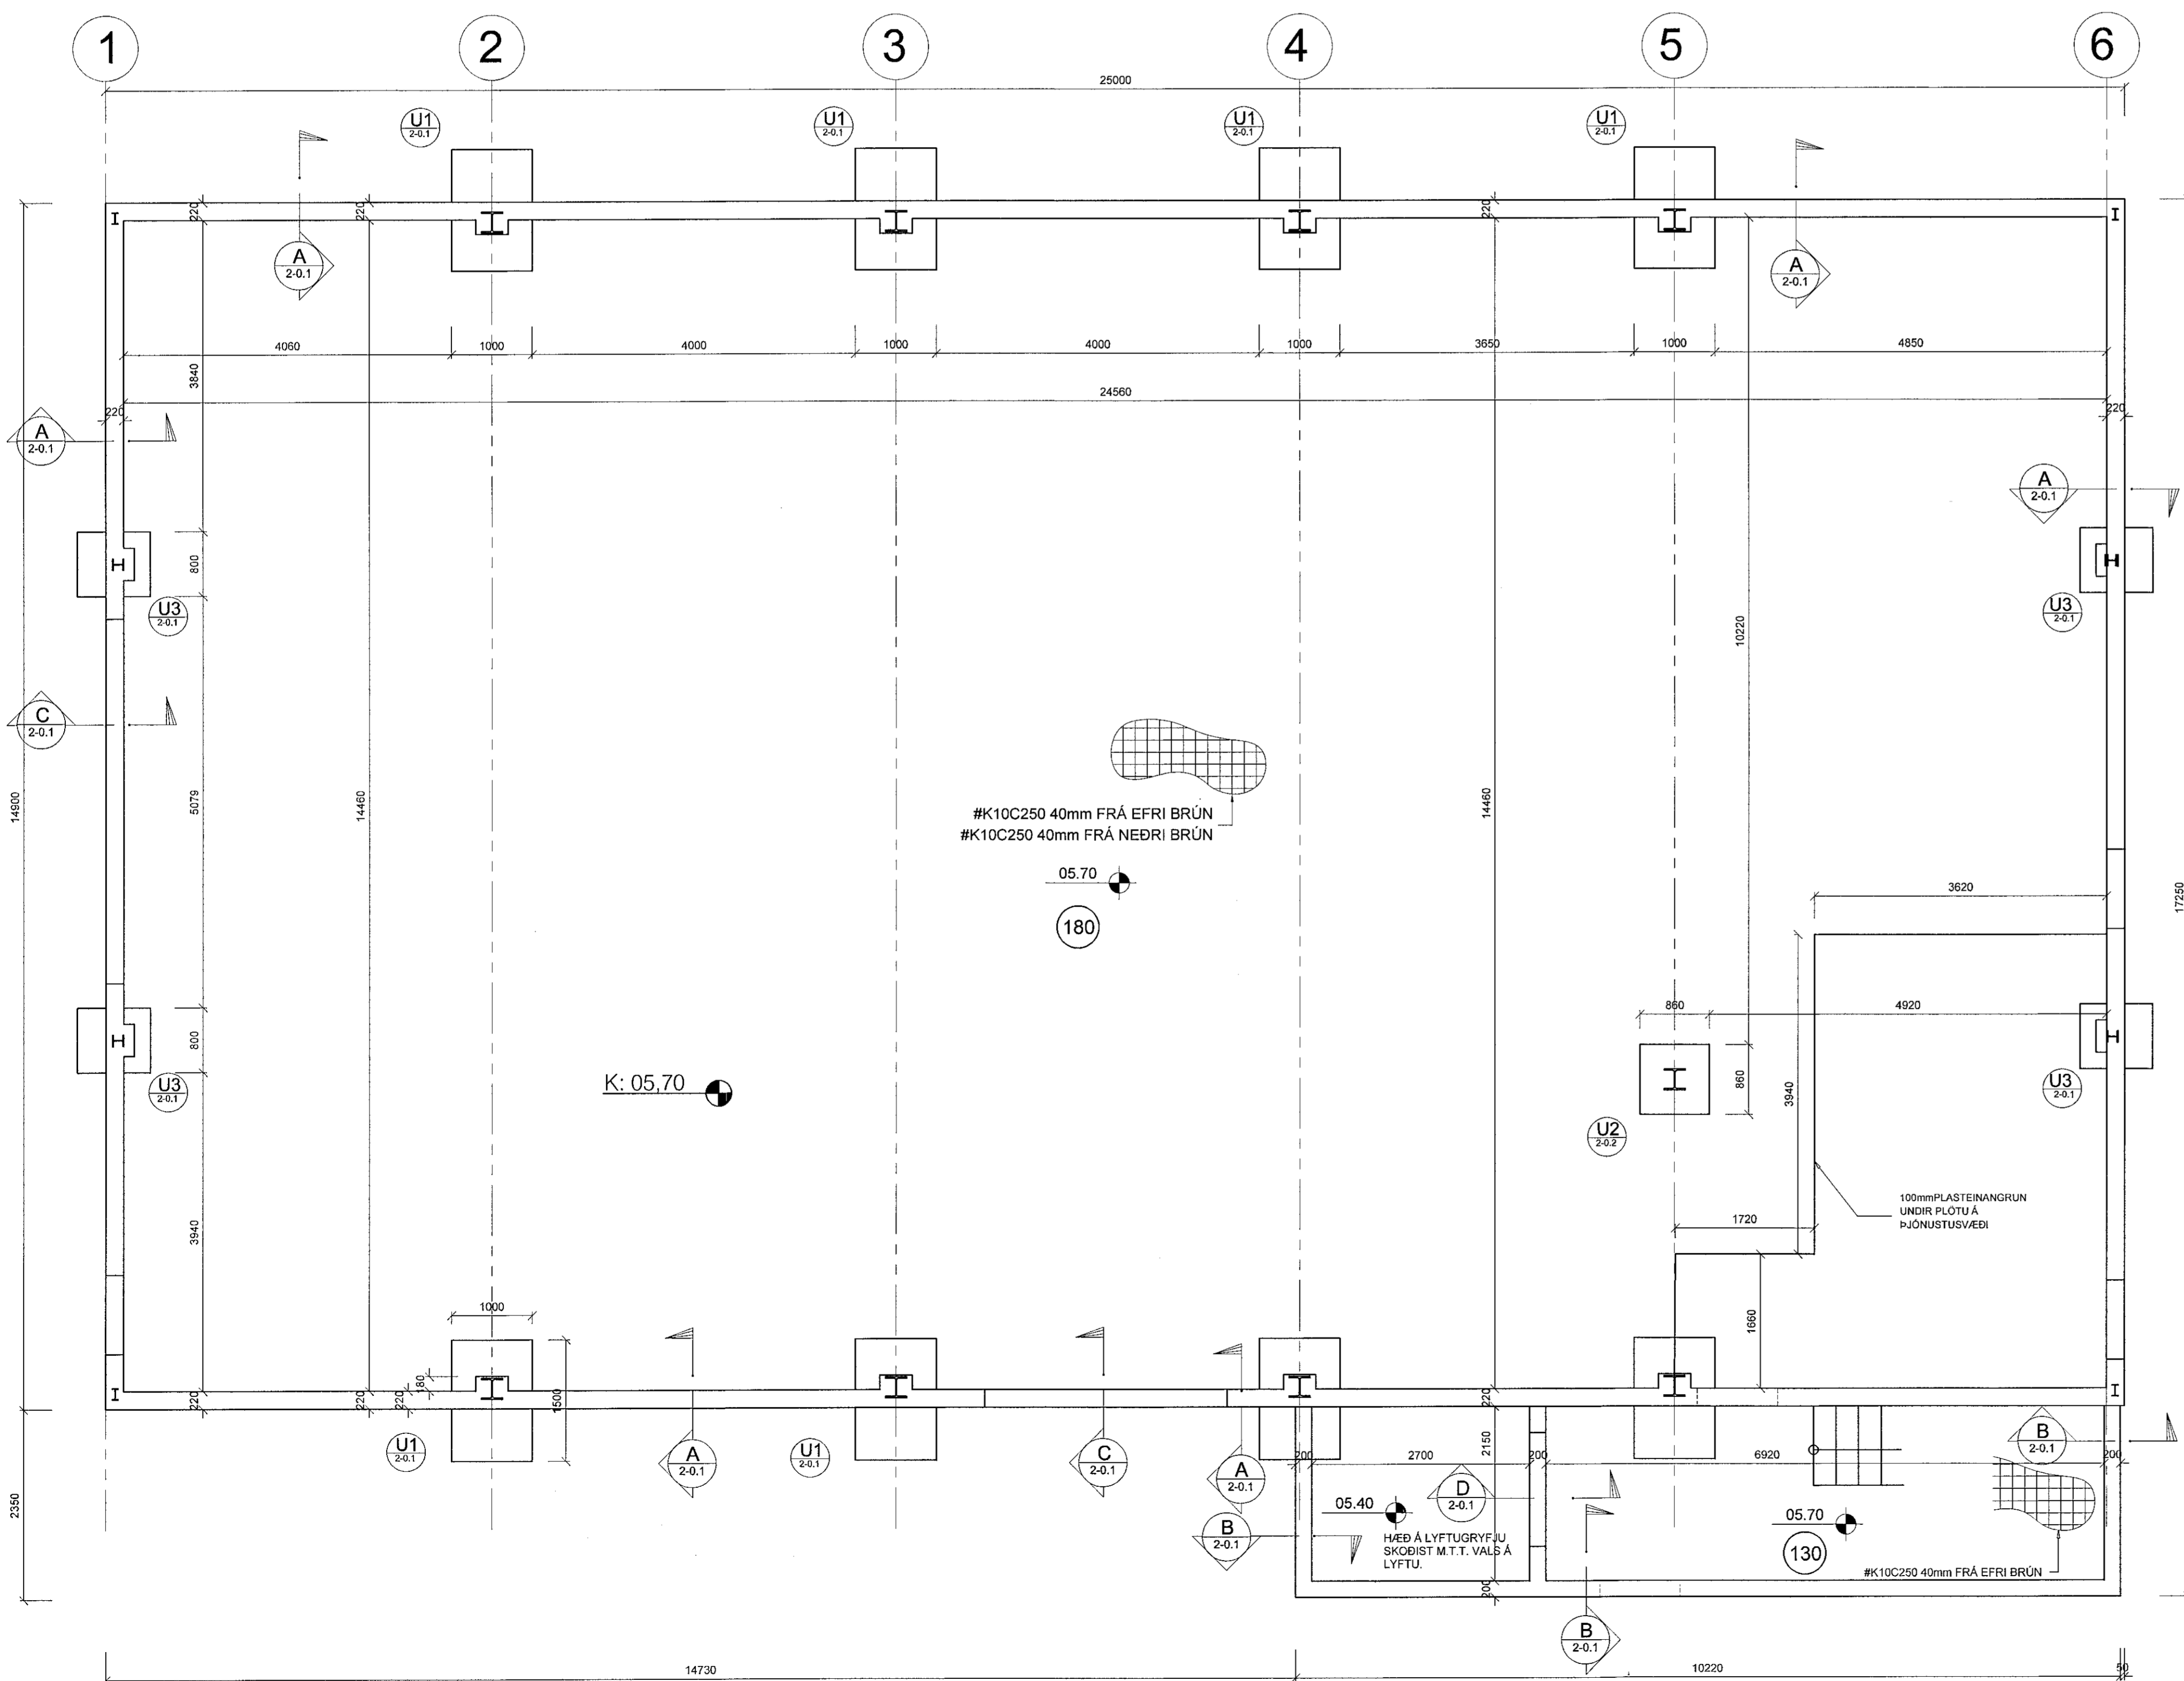 1
2
3
4
5
6
25000
U1
2-0.1
U1
2-0.1
U1
2-0.1
U1
2-0.1
220
220
220
A
2-0.1
A
2-0.1
4060
1000
4000
1000
4000
1000
3650
1000
4850
3840
24560
220
220
A
2-0.1
A
2-0.1
800
U3
2-0.1
U3
2-0.1
10220
C
2-0.1
14900
5079
14460
14460
#K10C250 40mm FRÁ EFRI BRÚN
#K10C250 40mm FRÁ NEÐRI BRÚN
05.70
180
3620
17250
860
4920
800
U3
2-0.1
K: 05,70
860
3940
U3
2-0.1
U2
2-0.2
100mmPLASTEINANGRUN
UNDIR PLÖTU Á
ÞJÓNUSTUSVÆÐI
1720
3940
1660
1000
180
1500
220
220
220
220
U1
2-0.1
A
2-0.1
U1
2-0.1
C
2-0.1
A
2-0.1
B
2-0.1
2150
200
2700
200
6920
200
D
2-0.1
05.40
HÆÐ Á LYFTUGRYFJU
SKOÐIST M.T.T. VALS Á
LYFTU.
B
2-0.1
05.70
130
#K10C250 40mm FRÁ EFRI BRÚN
2350
200
B
2-0.1
14730
10220
50